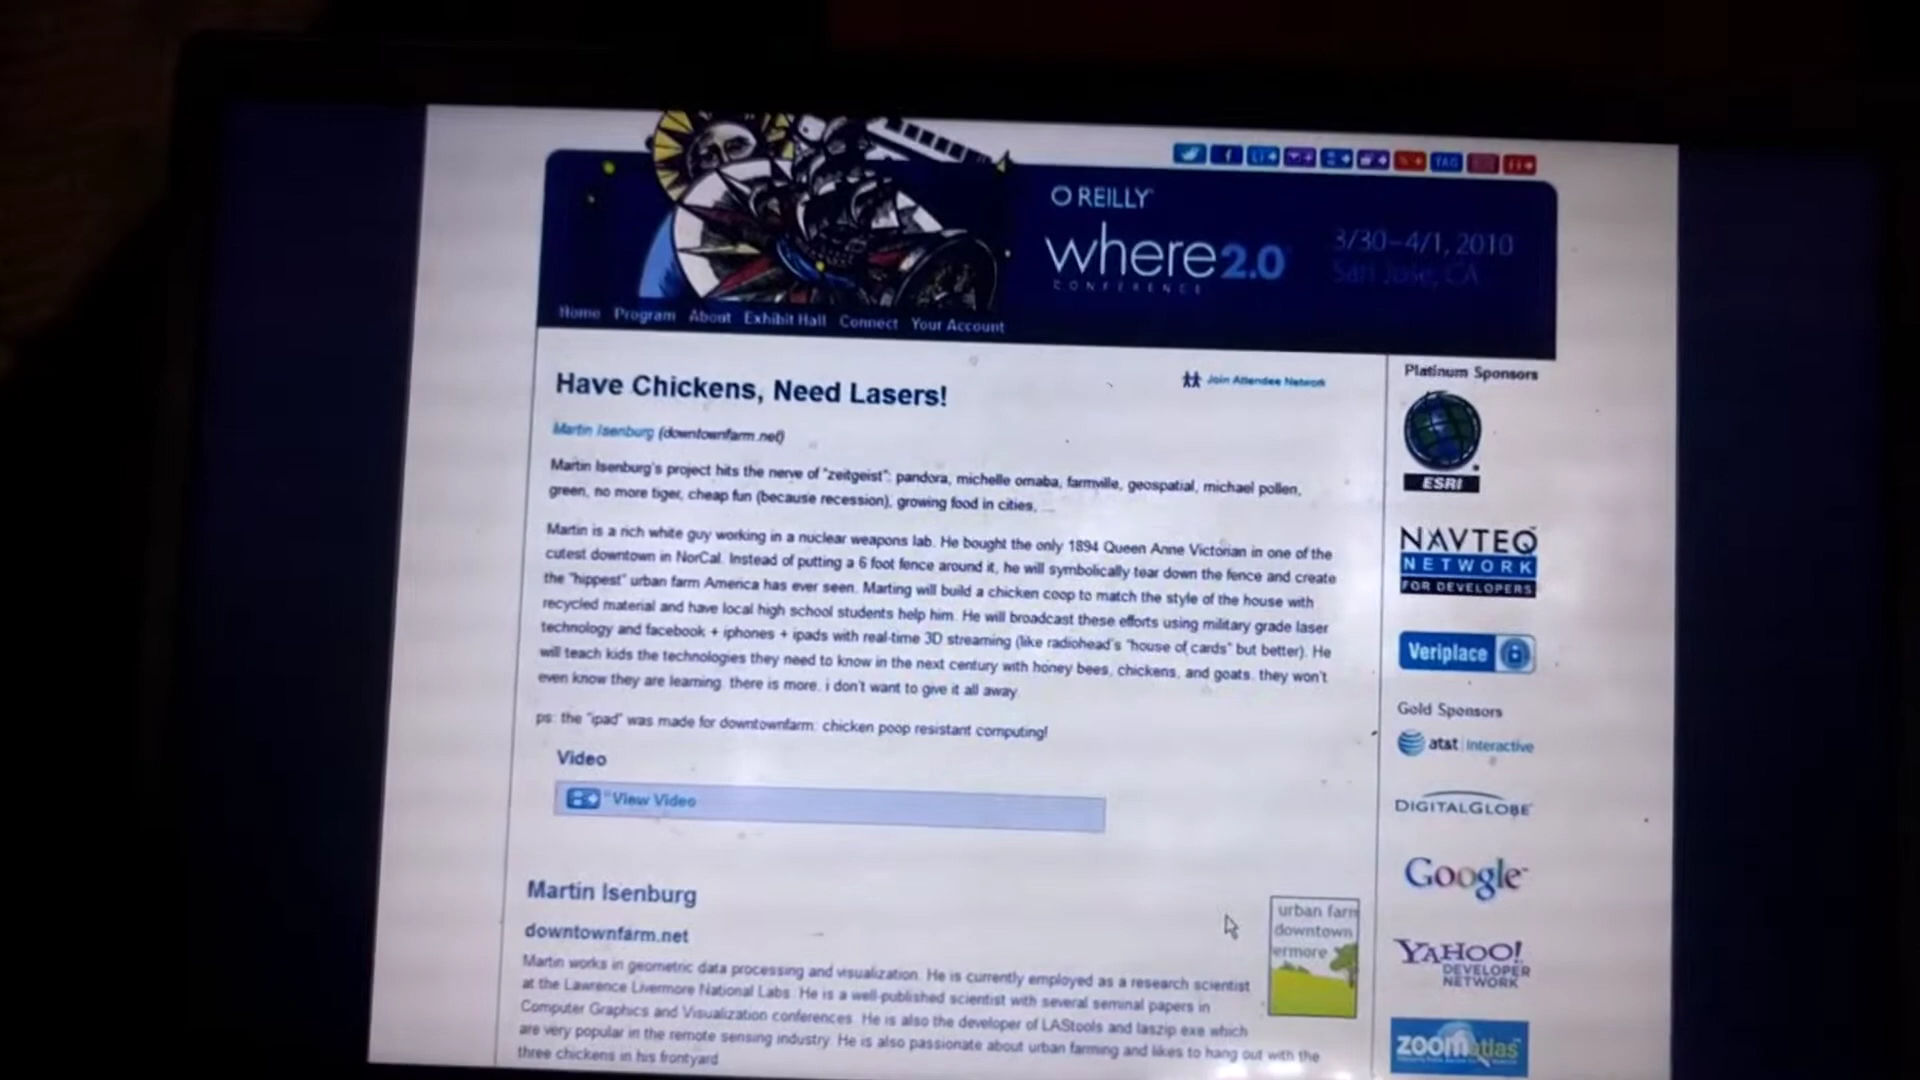 O REILLY
where 2.0
CONFERENCE
3/30-4/1, 2010
San Jose, CA
Home Program About Exhibit Hall Connect Your Account
Have Chickens, Need Lasers!
Join Attendee Network
Martin Isenburg (downtownfarm.net)
Martin Isenburg's project hits the nerve of "zeitgeist": pandora, michelle omaba, farmville, geospatial, michael pollen,
green, no more tiger, cheap fun (because recession), growing food in cities, ...
Martin is a rich white guy working in a nuclear weapons lab. He bought the only 1894 Queen Anne Victorian in one of the
cutest downtown in NorCal. Instead of putting a 6 foot fence around it, he will symbolically tear down the fence and create
the "hippest" urban farm America has ever seen. Marting will build a chicken coop to match the style of the house with
recycled material and have local high school students help him. He will broadcast these efforts using military grade laser
technology and facebook + iphones + ipads with real-time 3D streaming (like radiohead's "house of cards" but better). He
will teach kids the technologies they need to know in the next century with honey bees, chickens, and goats. they won't
even know they are learning. there is more. i don't want to give it all away
ps: the "ipad" was made for downtownfarm: chicken poop resistant computing!
Video
View Video
Martin Isenburg
downtownfarm.net
Martin works in geometric data processing and visualization. He is currently employed as a research scientist
at the Lawrence Livermore National Labs. He is a well-published scientist with several seminal papers in
Computer Graphics and Visualization conferences. He is also the developer of LAStools and laszip.exe which
are very popular in the remote sensing industry. He is also passionate about urban farming and likes to hang out with the
three chickens in his frontyard
urban farm
downtown
ermore
Platinum Sponsors
ESRI
NAVTEQ
NETWORK
FOR DEVELOPERS
Veriplace
Gold Sponsors
at&t interactive
DIGITALGLOBE
Google
YAHOO!
DEVELOPER
NETWORK
zoom atlas